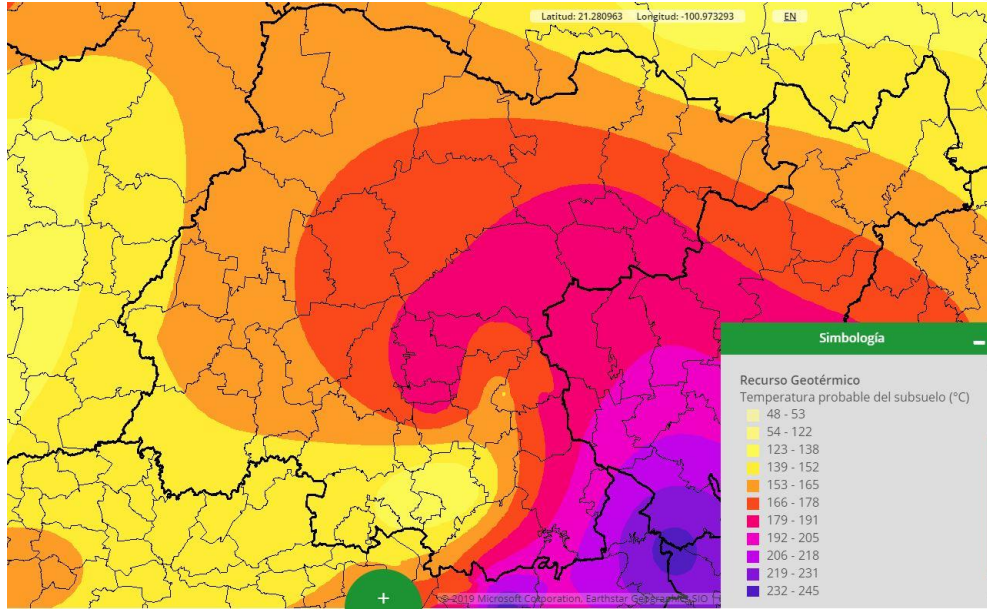 Latitud: 21.280963 Longitud: -100.973293 EN
Simbología
Recurso Geotérmico
Temperatura probable del subsuelo (°C)
48 - 53
54 - 122
123 - 138
139 - 152
153 - 165
166 - 178
179 - 191
192 - 205
206 - 218
219 - 231
232 - 245
+
© 2019 Microsoft Corporation, Earthstar Geographics SIO